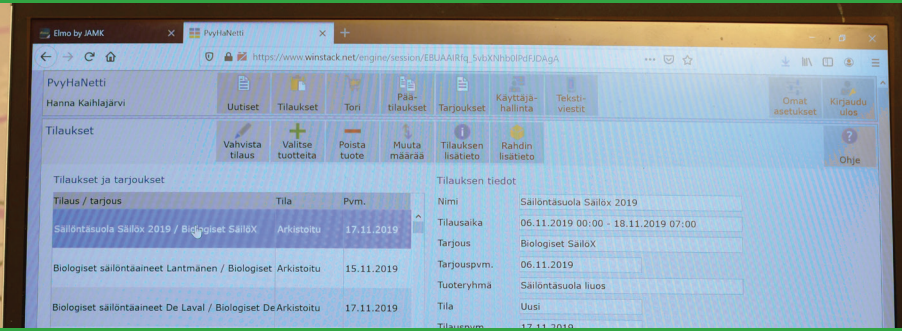 Elmo by JAMK
PvyHaNetti
https://www.winstack.net/engine/session/
PvyHaNetti
Hanna Kaihlajärvi
Uutiset
Tilaukset
Tori
Pää-
tilaukset
Tarjoukset
Käyttäjä-
hallinta
Teksti-
viestit
Omat
asetukset
Kirjaudu
ulos
Tilaukset
Vahvista
tilaus
Valitse
tuotteita
Poista
tuote
Muuta
määrää
Tilauksen
lisätieto
Rahdin
lisätieto
Ohje
Tilaukset ja tarjoukset
Tilaus / tarjous Tila Pvm.
Säilöntäsuola Säilöx 2019 / Biologiset SäilöX Arkistoitu 17.11.2019
Biologiset säilöntäaineet Lantmänen / Biologiset Arkistoitu 15.11.2019
Biologiset säilöntäaineet De Laval / Biologiset De Arkistoitu 17.11.2019
Tilauksen tiedot
Nimi Säilöntäsuola Säilöx 2019
Tilausaika 06.11.2019 00:00 - 18.11.2019 07:00
Tarjous Biologiset SäilöX
Tarjouspvm. 06.11.2019
Tuoteryhmä Säilöntäsuola liuos
Tila Uusi
Tilauspvm. 17.11.2019